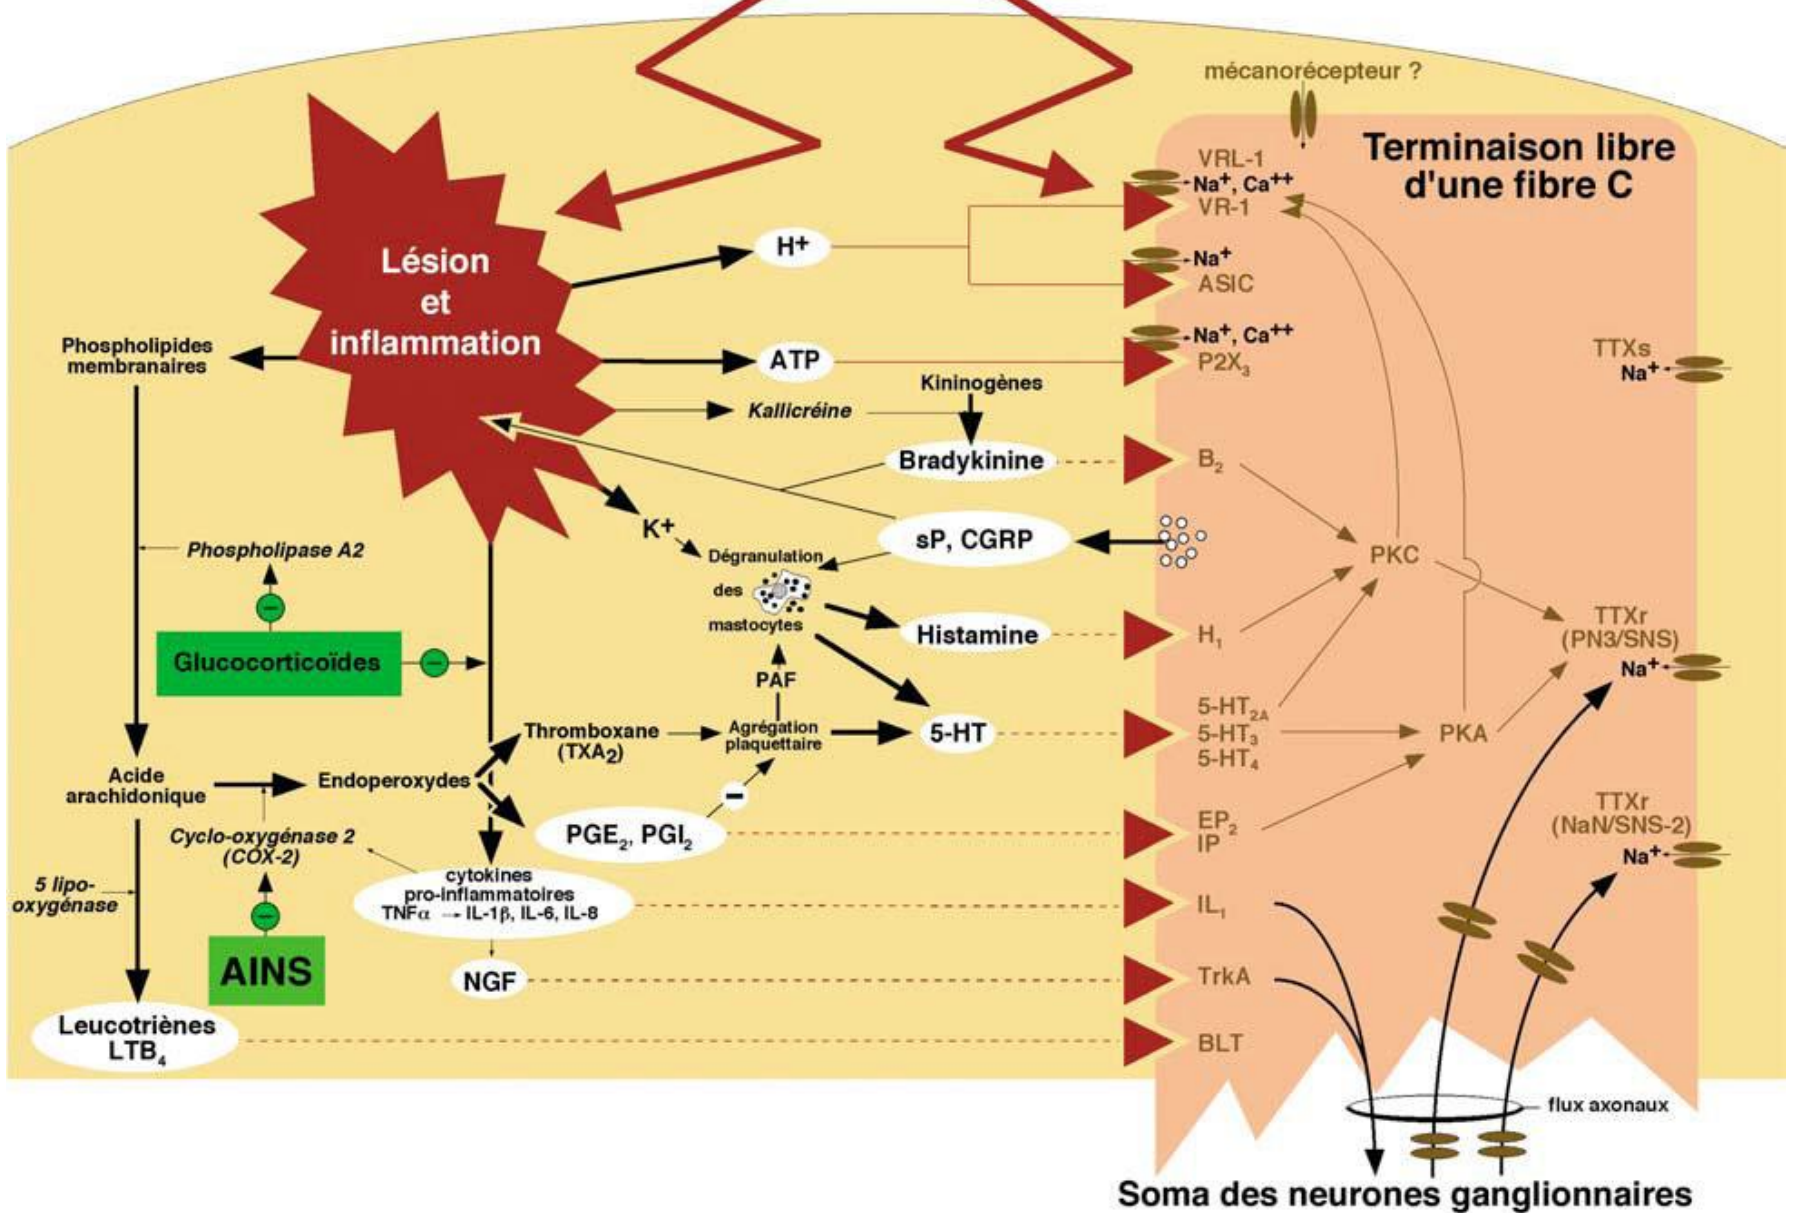 mécanorécepteur ?
Terminaison libre
d'une fibre C
VRL-1
Na+, Ca++
VR-1
Lésion
et
inflammation
H+
Na+
ASIC
Phospholipides
membranaires
ATP
Na+, Ca++
P2X3
TTXs
Na+
Kininogènes
Kallicréine
Bradykinine
B2
K+
sP, CGRP
PKC
Phospholipase A2
Dégranulation
des
mastocytes
−
Glucocorticoïdes
−
Histamine
H1
TTXr
(PN3/SNS)
Na+
PAF
Thromboxane
(TXA2)
Agrégation
plaquettaire
5-HT
5-HT2A
5-HT3
5-HT4
PKA
Acide
arachidonique
Endoperoxydes
−
Cyclo-oxygénase 2
(COX-2)
PGE2, PGI2
EP2
IP
TTXr
(NaN/SNS-2)
Na+
5 lipo-
oxygénase
cytokines
pro-inflammatoires
TNFα → IL-1β, IL-6, IL-8
IL1
−
AINS
NGF
TrkA
Leucotriènes
LTB4
BLT
flux axonaux
Soma des neurones ganglionnaires